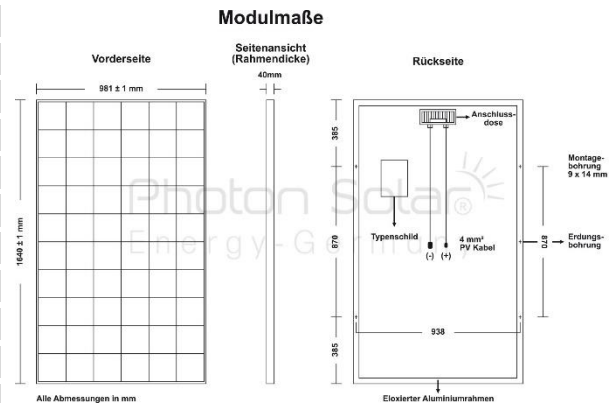 Modulmaße
Vorderseite
Seitenansicht
(Rahmendicke)
Rückseite
981 ± 1 mm
40mm
1640 ± 1 mm
385
870
385
Anschluss-
dose
Montage-
bohrung
9 x 14 mm
Typenschild
4 mm²
PV Kabel
(-) (+)
870
Erdungs-
bohrung
938
Photon Solar ®
Energy-Germany
Alle Abmessungen in mm
Eloxierter Aluminiumrahmen